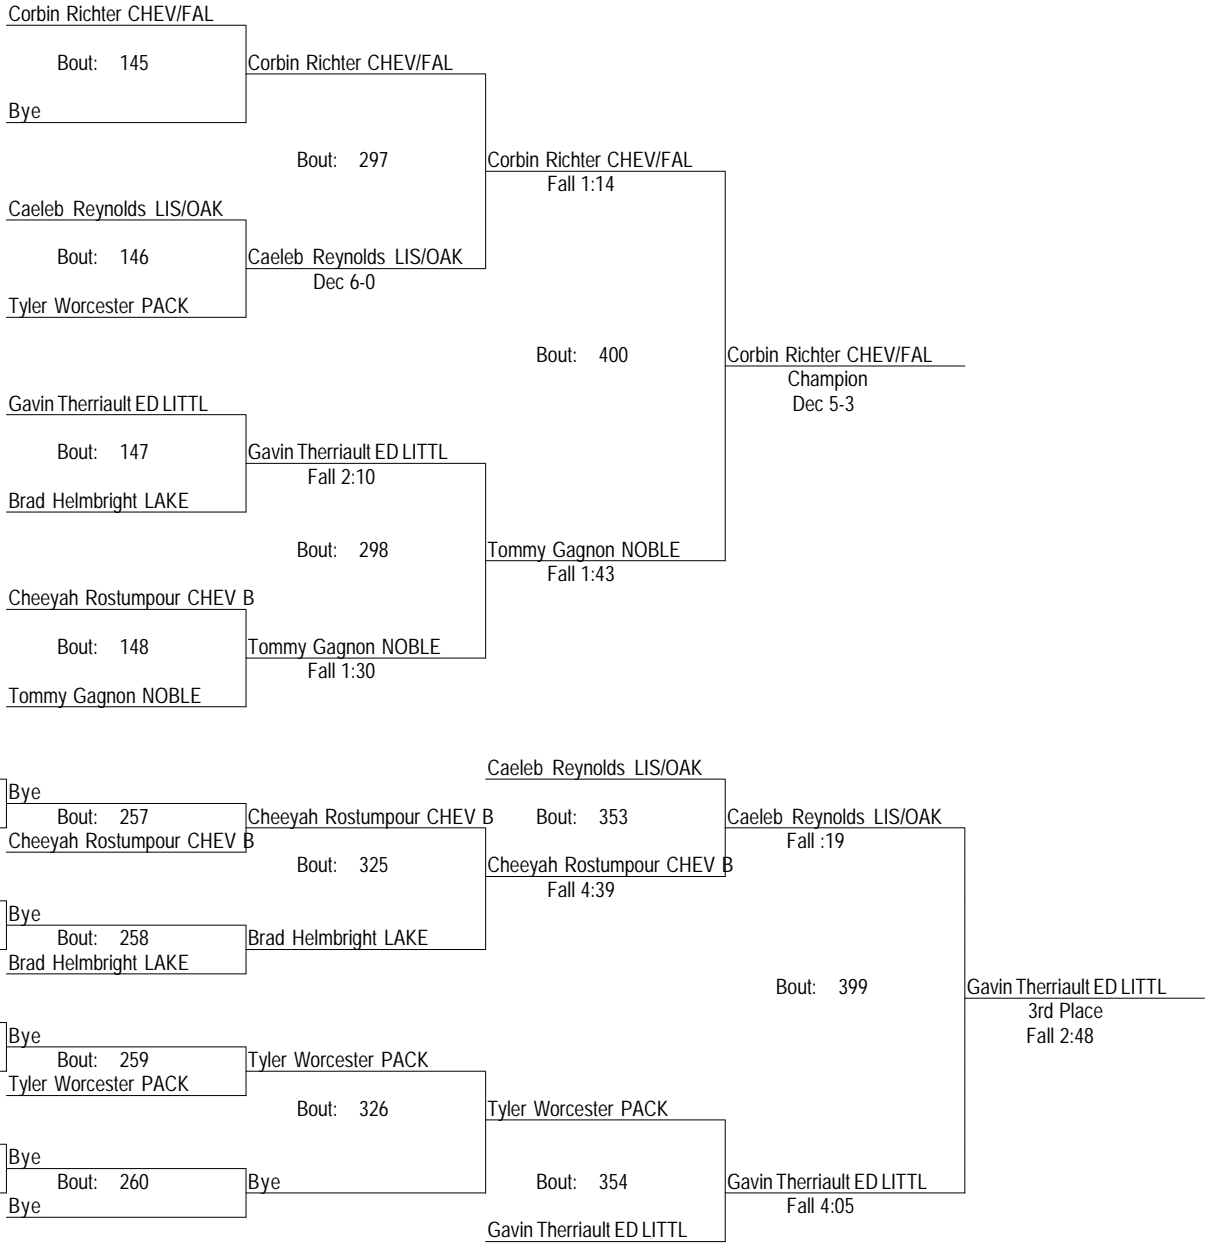 Corbin Richter CHEV/FAL
Bout: 145
Corbin Richter CHEV/FAL
Bye
Bout: 297
Corbin Richter CHEV/FAL
Fall 1:14
Caeleb Reynolds LIS/OAK
Bout: 146
Caeleb Reynolds LIS/OAK
Dec 6-0
Tyler Worcester PACK
Bout: 400
Corbin Richter CHEV/FAL
Champion
Dec 5-3
Gavin Therriault ED LITTL
Bout: 147
Gavin Therriault ED LITTL
Fall 2:10
Brad Helmbright LAKE
Bout: 298
Tommy Gagnon NOBLE
Fall 1:43
Cheeyah Rostumpour CHEV B
Bout: 148
Tommy Gagnon NOBLE
Fall 1:30
Tommy Gagnon NOBLE
Caeleb Reynolds LIS/OAK
Bye
Bout: 257
Cheeyah Rostumpour CHEV B
Bout: 353
Caeleb Reynolds LIS/OAK
Fall :19
Cheeyah Rostumpour CHEV B
Bout: 325
Cheeyah Rostumpour CHEV B
Fall 4:39
Bye
Bout: 258
Brad Helmbright LAKE
Brad Helmbright LAKE
Bout: 399
Gavin Therriault ED LITTL
3rd Place
Fall 2:48
Bye
Bout: 259
Tyler Worcester PACK
Tyler Worcester PACK
Bout: 326
Tyler Worcester PACK
Bye
Bout: 260
Bye
Bout: 354
Gavin Therriault ED LITTL
Fall 4:05
Bye
Gavin Therriault ED LITTL